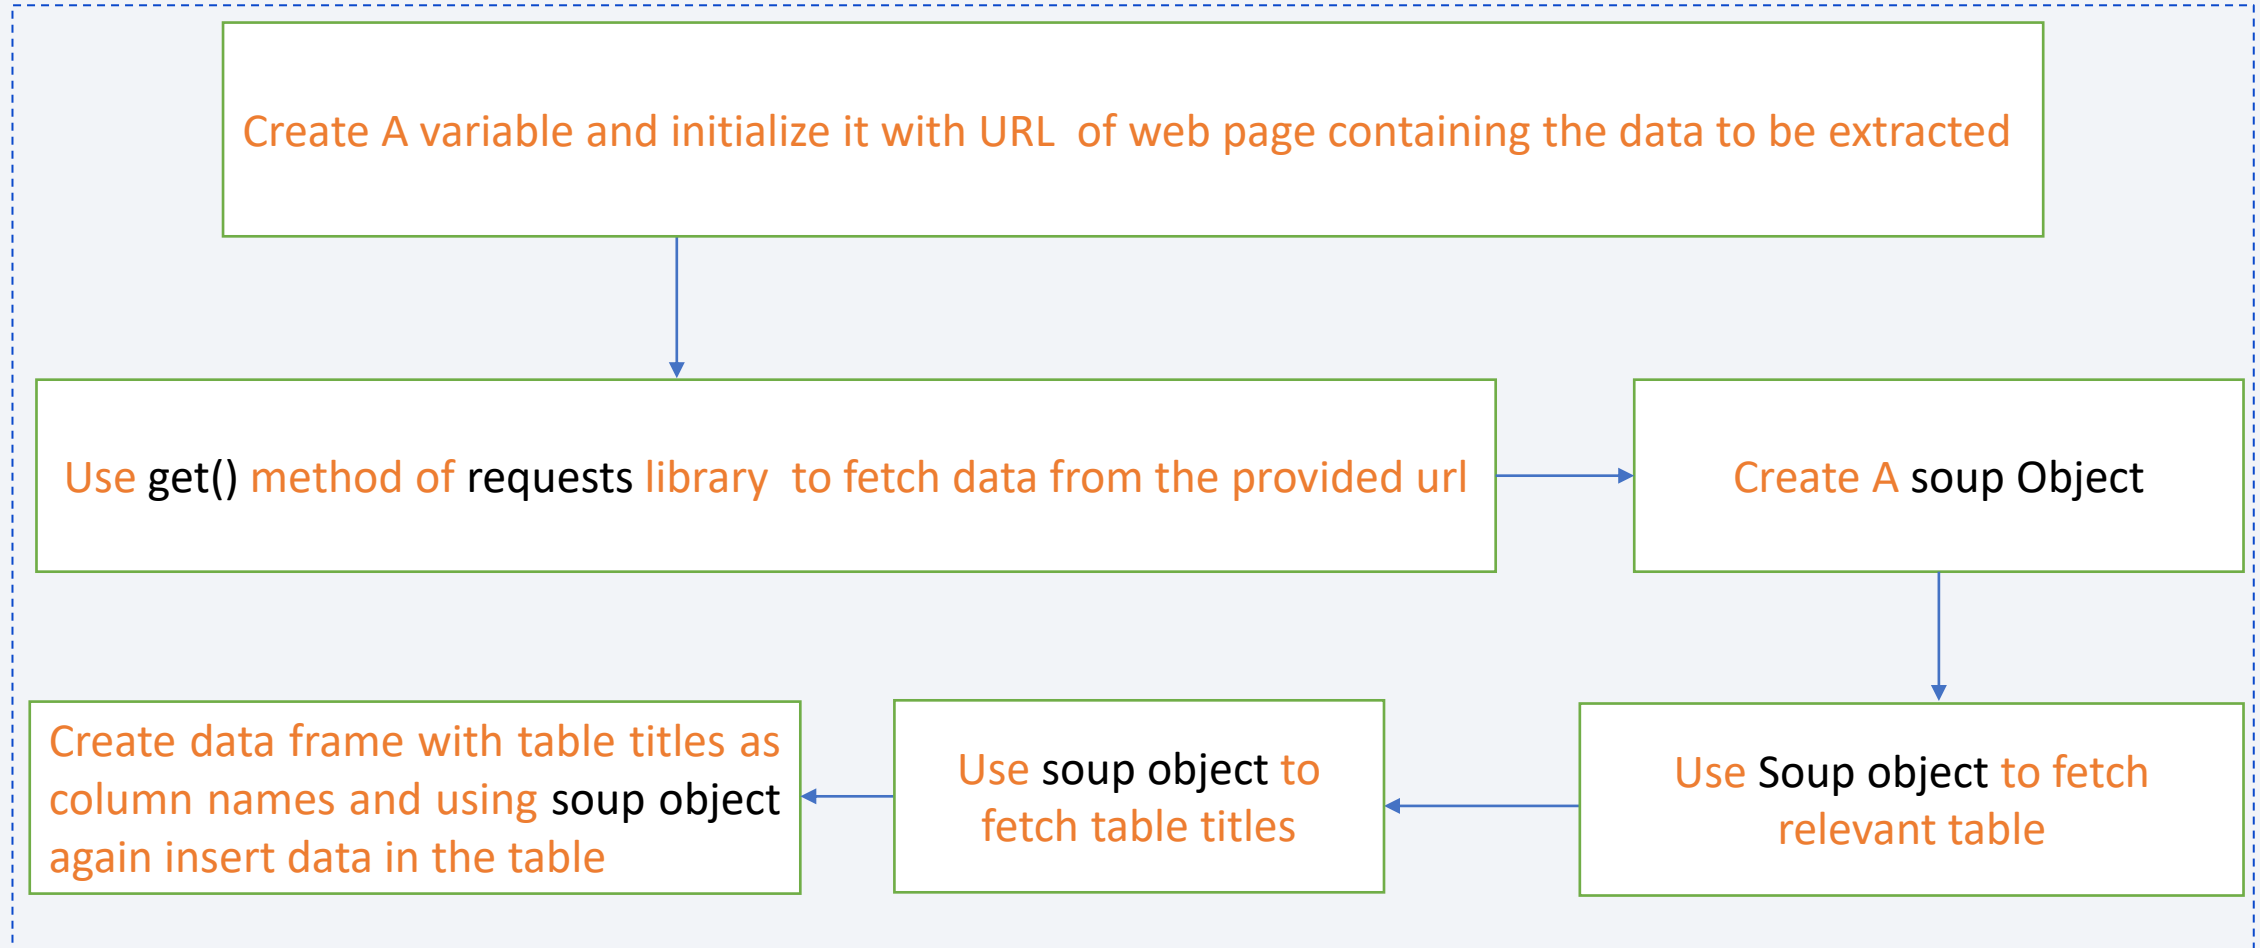 Create A variable and initialize it with URL  of web page containing the data to be extracted
Use get() method of requests library  to fetch data from the provided url
Create A soup Object
Use Soup object to fetch
relevant table
Use soup object to
fetch table titles
Create data frame with table titles as
column names and using soup object
again insert data in the table